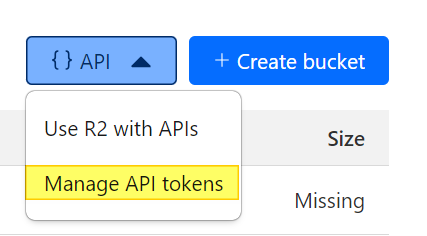 { } API
+ Create bucket
Use R2 with APIs
Size
Manage API tokens
Missing